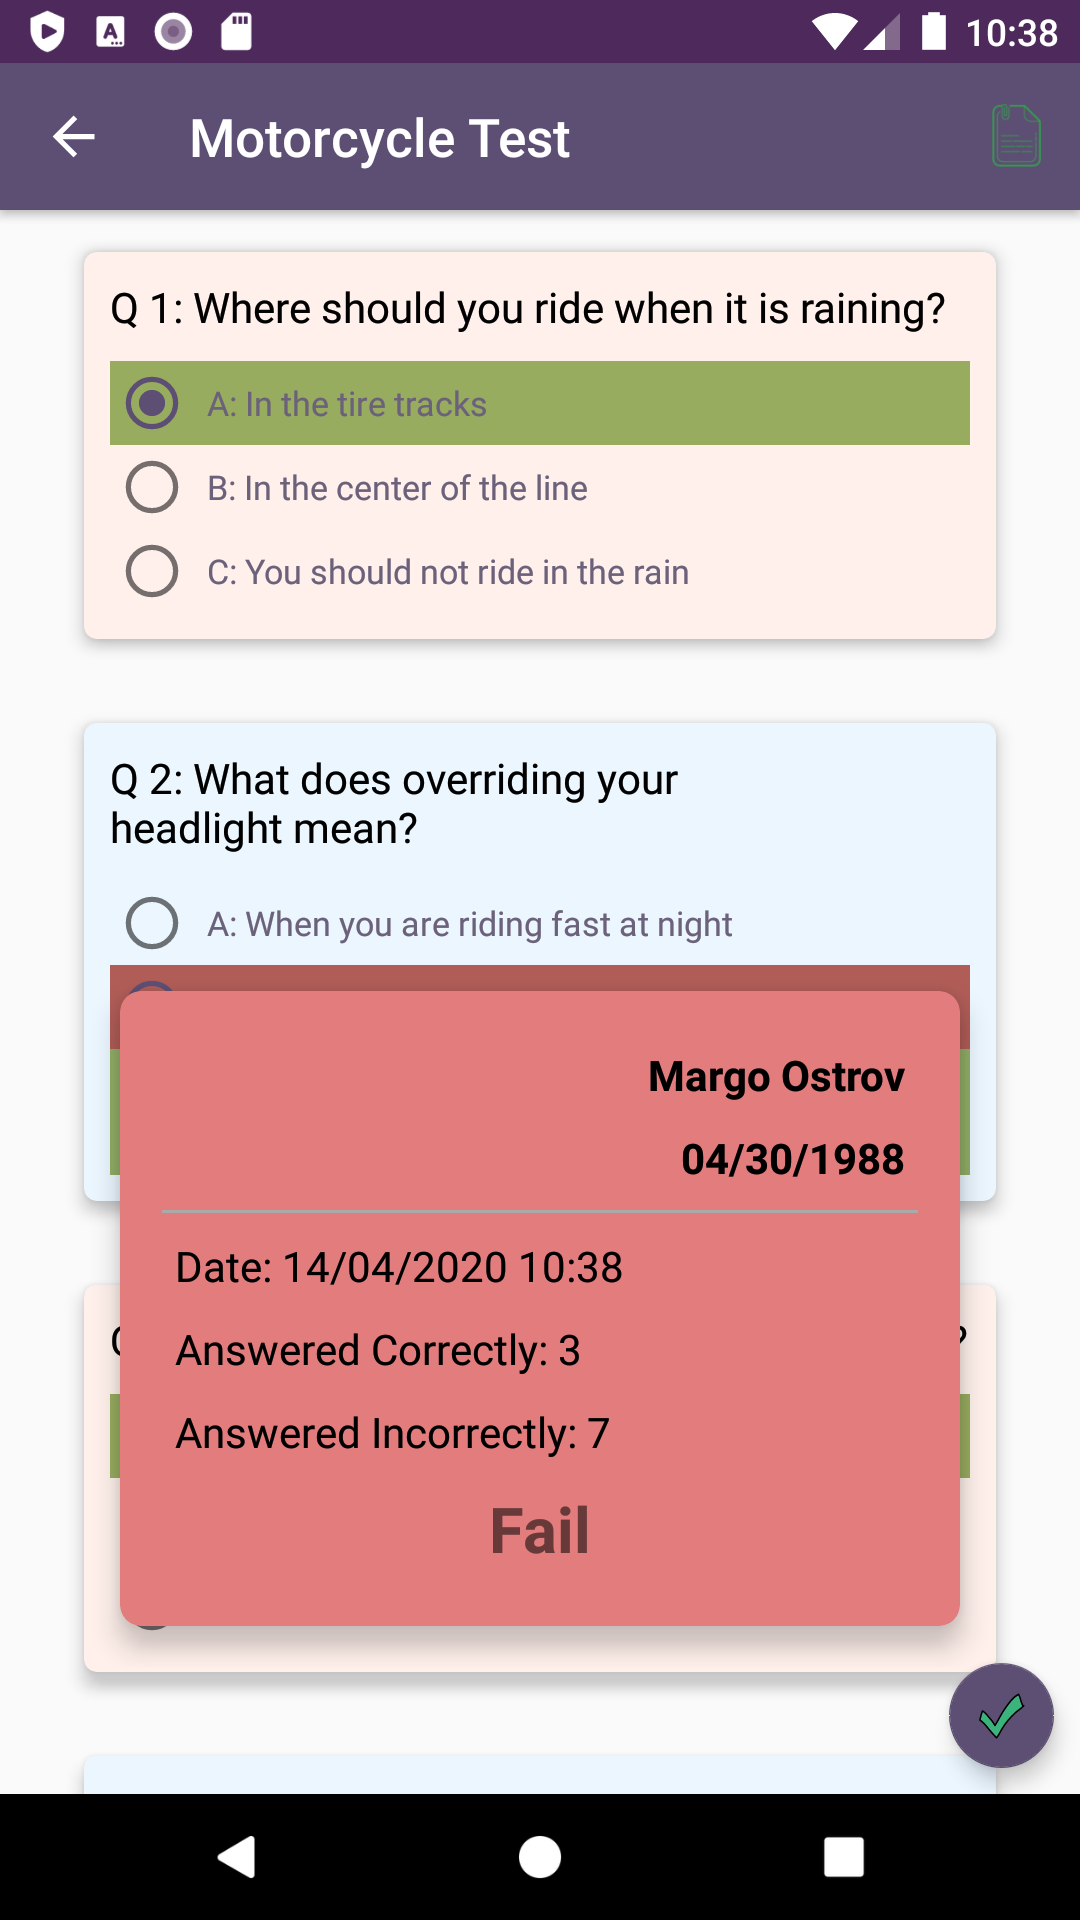 10:38
Motorcycle Test
Q 1: Where should you ride when it is raining?
A: In the tire tracks
B: In the center of the line
C: You should not ride in the rain
Q 2: What does overriding your
headlight mean?
A: When you are riding fast at night
Margo Ostrov
04/30/1988
Date: 14/04/2020 10:38
Answered Correctly: 3
Answered Incorrectly: 7
Fail